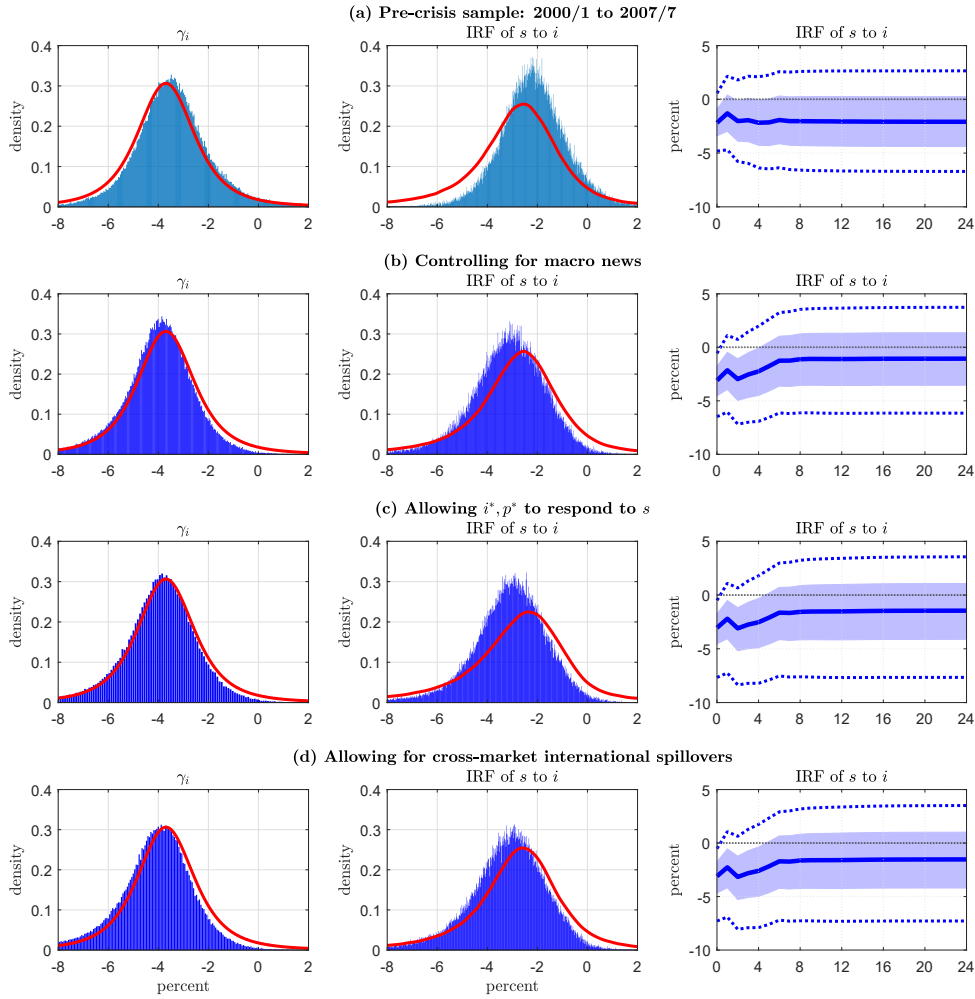 (a) Pre-crisis sample: 2000/1 to 2007/7
γi IRF of s to i IRF of s to i
0.4 0.4 5
0.3 0.3 0
density 0.2 density 0.2 percent
0.1 0.1 -5
0 0 -10
-8 -6 -4 -2 0 2 -8 -6 -4 -2 0 2 0 4 8 12 16 20 24
(b) Controlling for macro news
γi IRF of s to i IRF of s to i
0.4 0.4 5
0.3 0.3 0
density 0.2 density 0.2 percent
0.1 0.1 -5
0 0 -10
-8 -6 -4 -2 0 2 -8 -6 -4 -2 0 2 0 4 8 12 16 20 24
(c) Allowing i*, p* to respond to s
γi IRF of s to i IRF of s to i
0.4 0.4 5
0.3 0.3 0
density 0.2 density 0.2 percent
0.1 0.1 -5
0 0 -10
-8 -6 -4 -2 0 2 -8 -6 -4 -2 0 2 0 4 8 12 16 20 24
(d) Allowing for cross-market international spillovers
γi IRF of s to i IRF of s to i
0.4 0.4 5
0.3 0.3 0
density 0.2 density 0.2 percent
0.1 0.1 -5
0 0 -10
-8 -6 -4 -2 0 2 -8 -6 -4 -2 0 2 0 4 8 12 16 20 24
percent percent